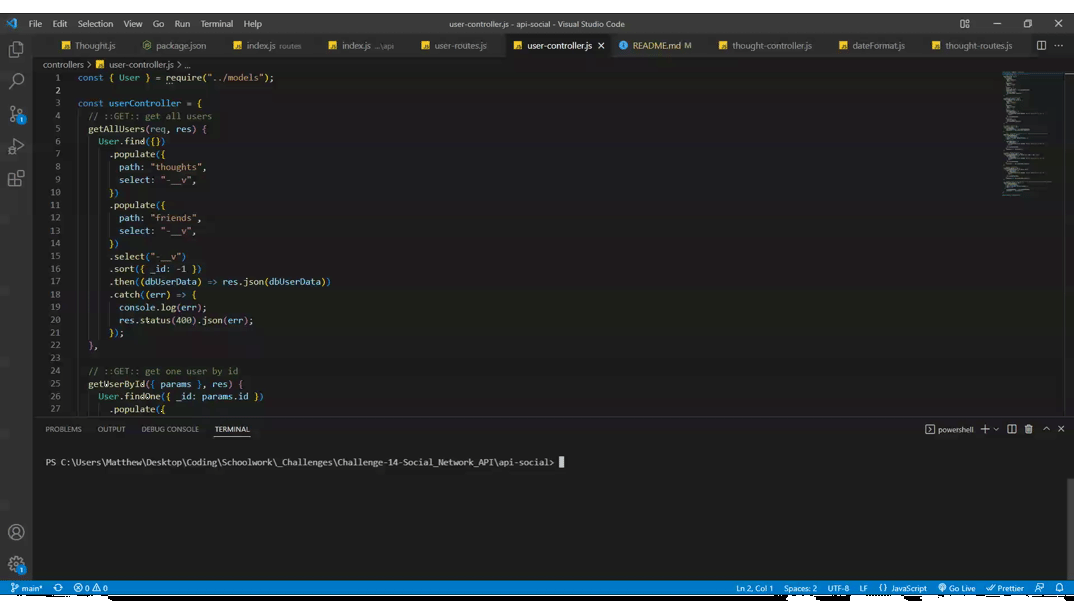 File Edit Selection View Go Run Terminal Help
user-controller.js - api-social - Visual Studio Code
Thought.js package.json index.js routes index.js ...\api user-routes.js user-controller.js README.md M thought-controller.js dateFormat.js thought-routes.js
controllers > user-controller.js > ...
1 const { User } = require("../models");
2
3 const userController = {
4 // ::GET:: get all users
5 getAllUsers(req, res) {
6 User.find({})
7 .populate({
8 path: "thoughts",
9 select: "-__v",
10 })
11 .populate({
12 path: "friends",
13 select: "-__v",
14 })
15 .select("-__v")
16 .sort({ _id: -1 })
17 .then((dbUserData) => res.json(dbUserData))
18 .catch((err) => {
19 console.log(err);
20 res.status(400).json(err);
21 });
22 },
23
24 // ::GET:: get one user by id
25 getUserById({ params }, res) {
26 User.findOne({ _id: params.id })
27 .populate({
PROBLEMS OUTPUT DEBUG CONSOLE TERMINAL powershell
PS C:\Users\Matthew\Desktop\Coding\Schoolwork\_Challenges\Challenge-14-Social_Network_API\api-social>
main* 0 0 Ln 2, Col 1 Spaces: 2 UTF-8 LF {} JavaScript Go Live Prettier